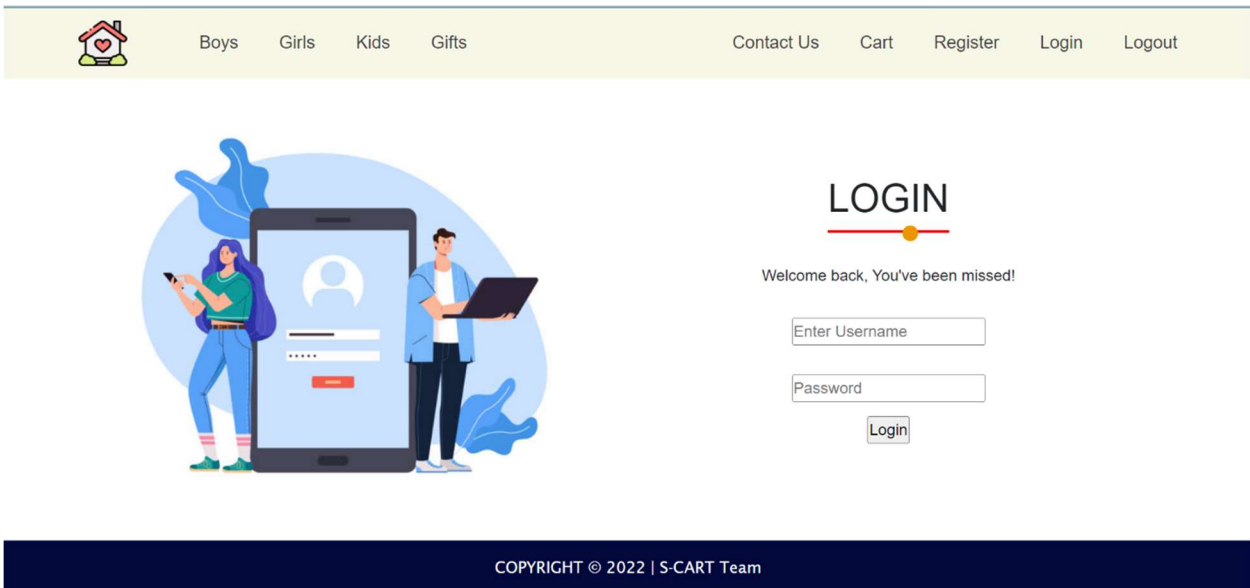 Boys Girls Kids Gifts Contact Us Cart Register Login Logout
LOGIN
Welcome back, You've been missed!
Enter Username
Password
Login
COPYRIGHT © 2022 | S-CART Team